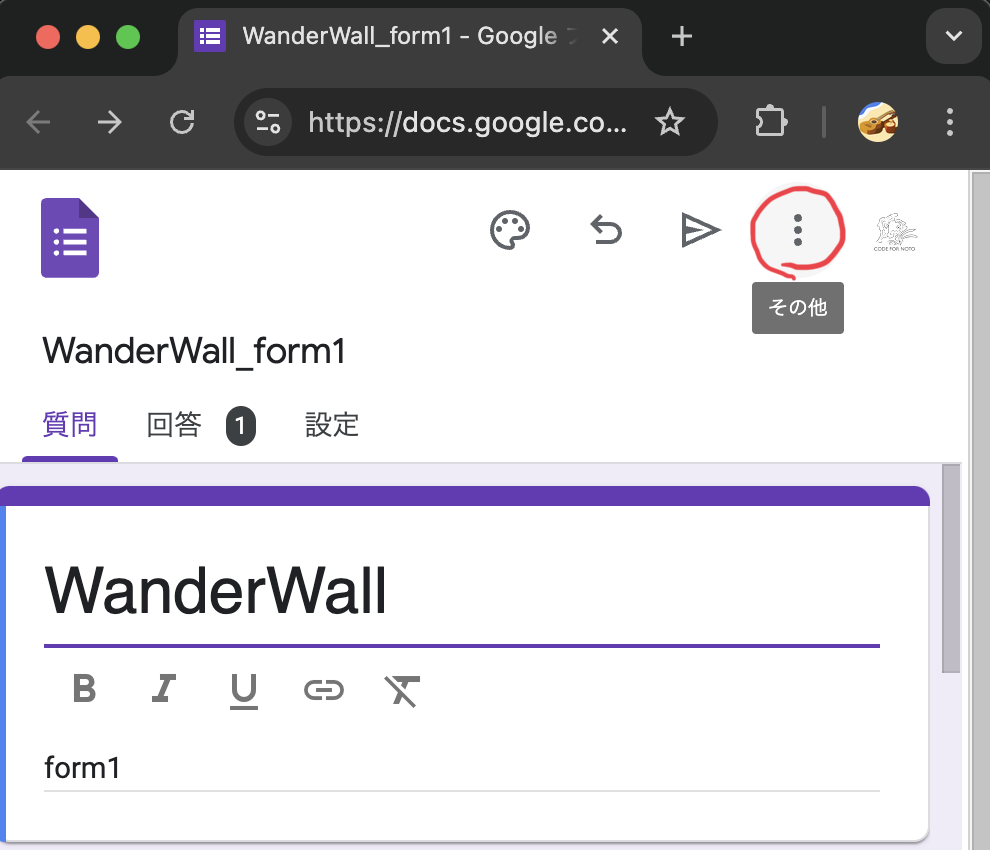 WanderWall_form1 - Google
https://docs.google.co...
CODE FOR NOTO
その他
WanderWall_form1
質問 回答 1 設定
WanderWall
B I U
form1